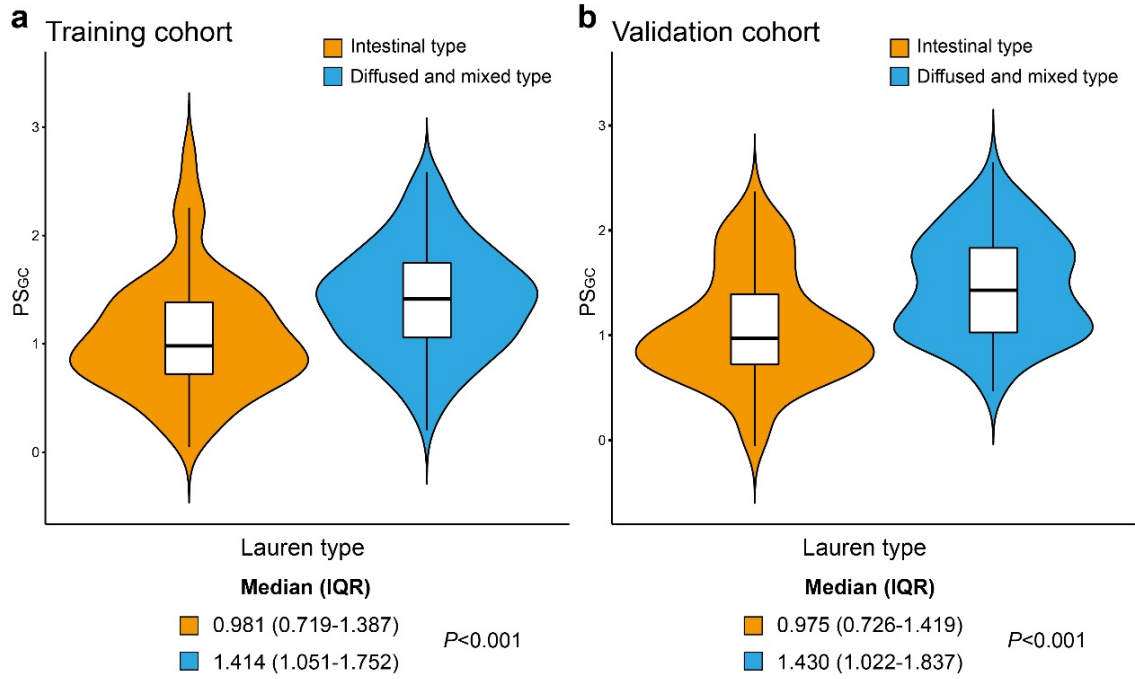 a
Training cohort
Intestinal type
Diffused and mixed type
PSGC
3
2
1
0
Lauren type
Median (IQR)
0.981 (0.719-1.387)
1.414 (1.051-1.752)
P<0.001
b
Validation cohort
Intestinal type
Diffused and mixed type
PSGC
3
2
1
0
Lauren type
Median (IQR)
0.975 (0.726-1.419)
1.430 (1.022-1.837)
P<0.001